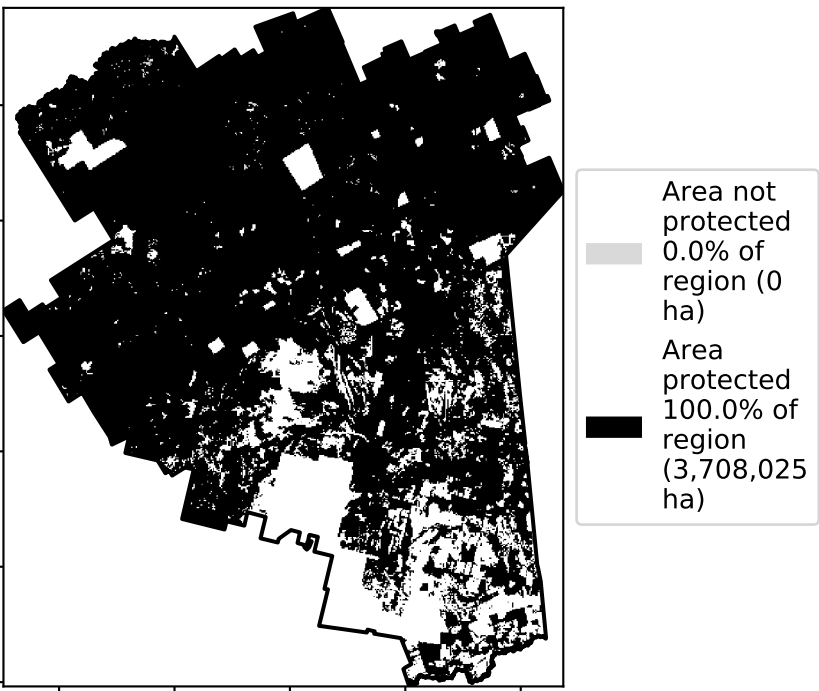 Area not
protected
0.0% of
region (0
ha)
Area
protected
100.0% of
region
(3,708,025
ha)